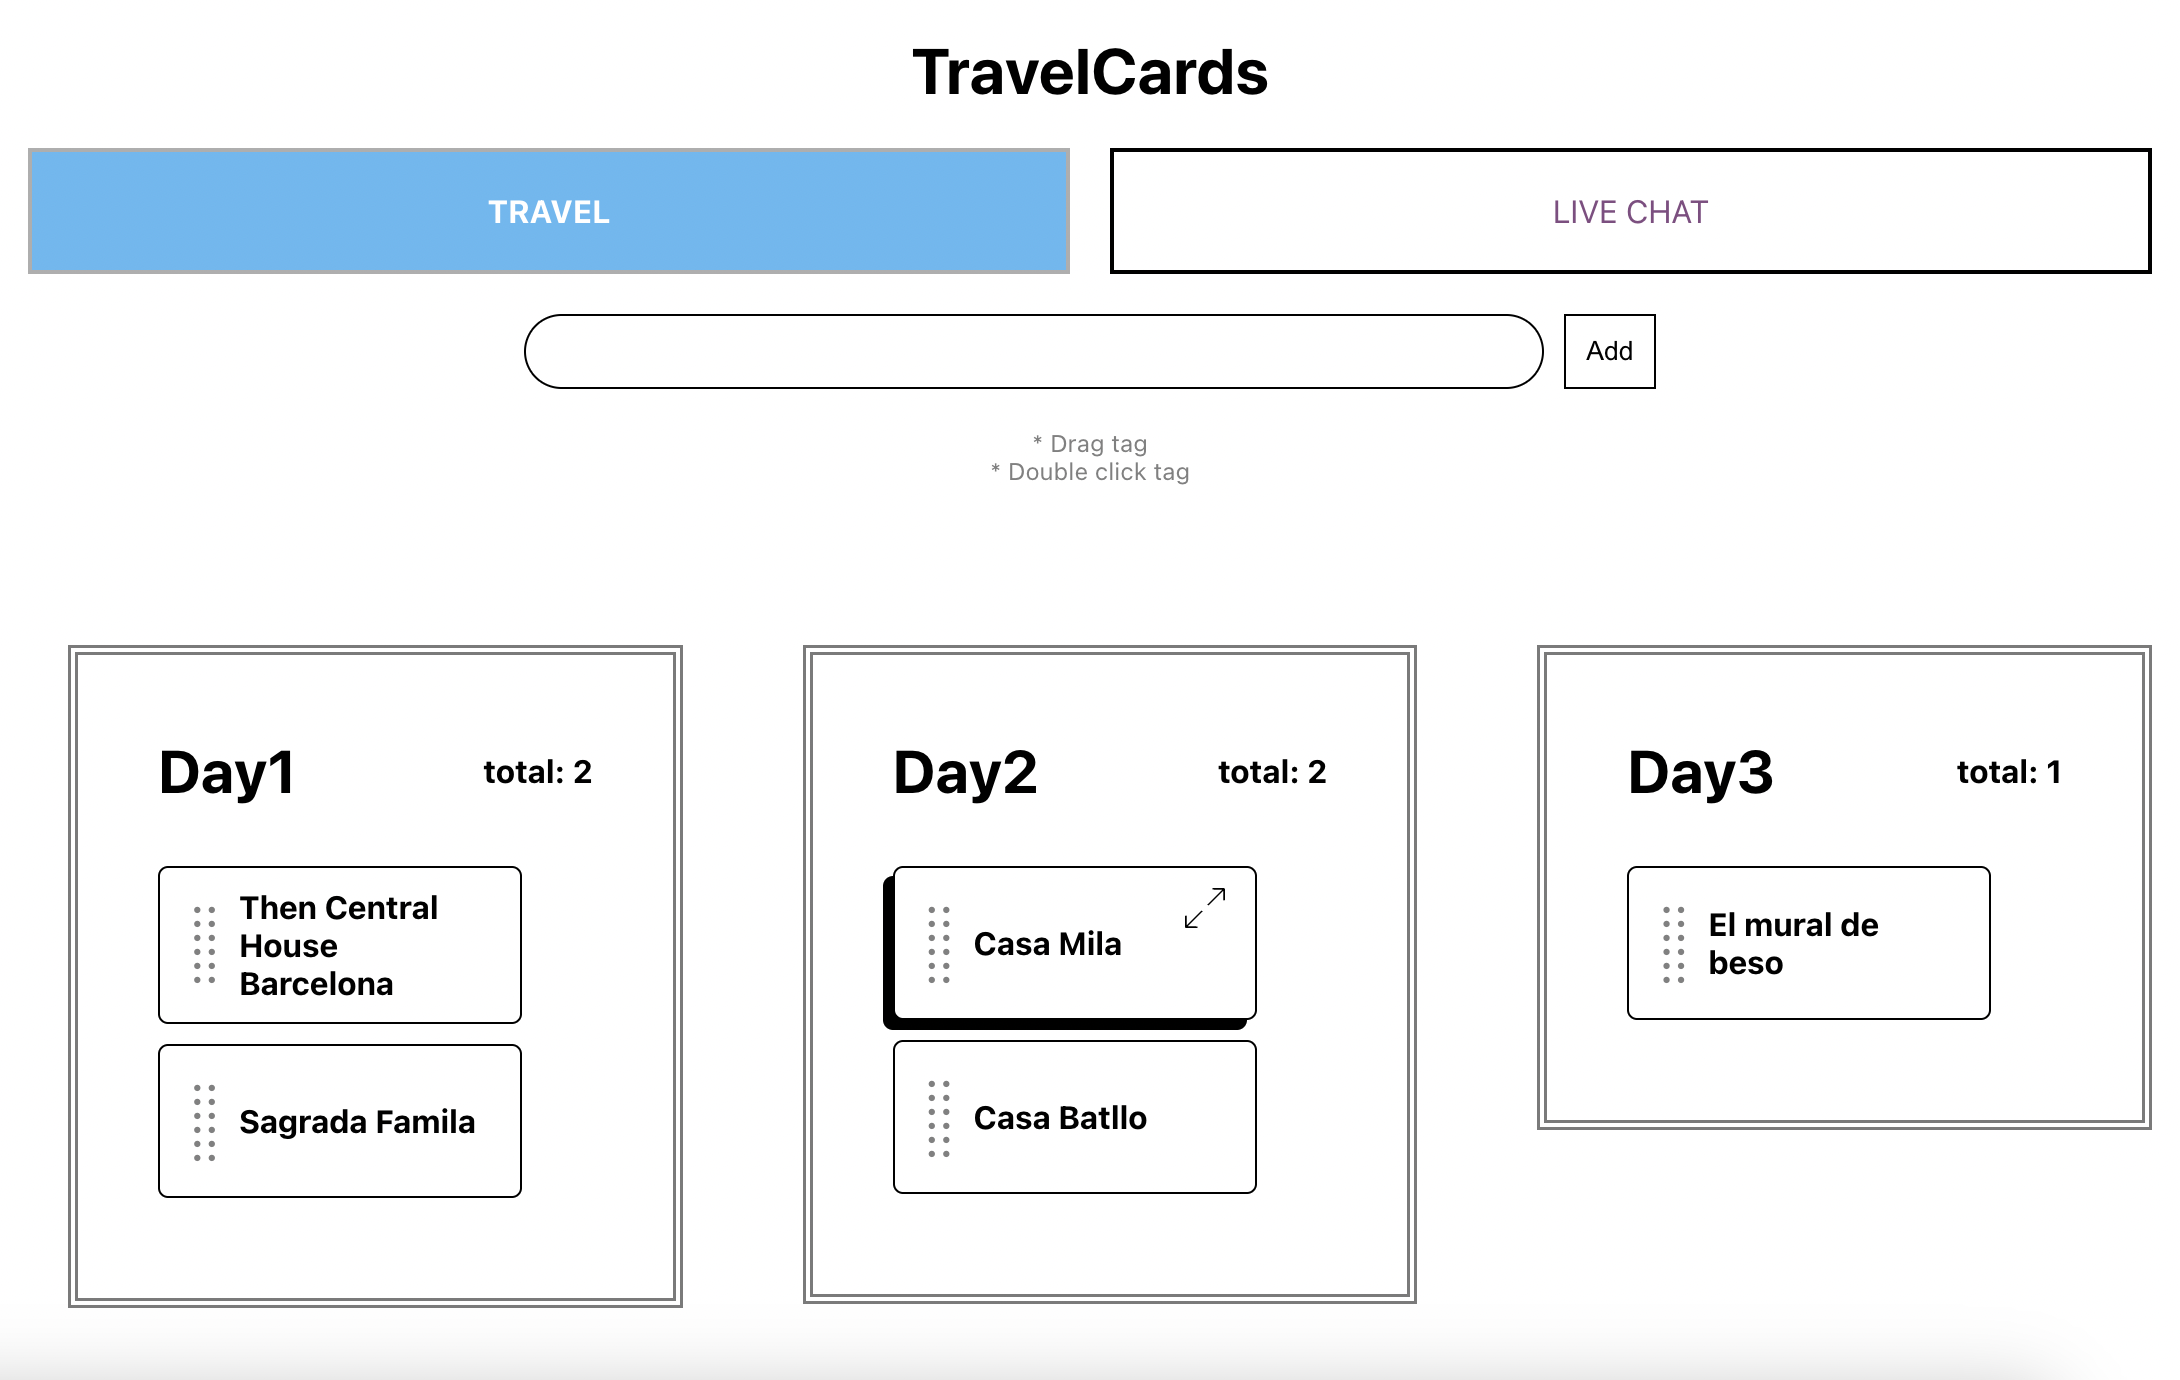 TravelCards
TRAVEL
LIVE CHAT
Add
* Drag tag
* Double click tag
Day1
total: 2
Then Central
House
Barcelona
Sagrada Famila
Day2
total: 2
Casa Mila
Casa Batllo
Day3
total: 1
El mural de
beso